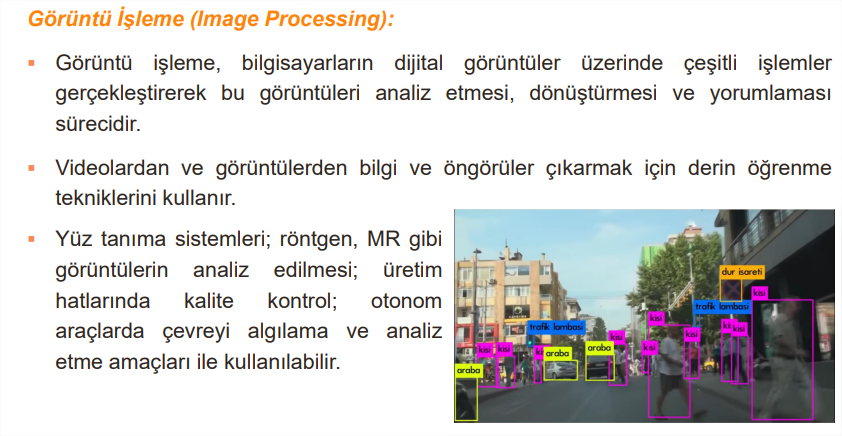 Görüntü İşleme (Image Processing):
▪ Görüntü işleme, bilgisayarların dijital görüntüler üzerinde çeşitli işlemler
gerçekleştirerek bu görüntüleri analiz etmesi, dönüştürmesi ve yorumlaması
sürecidir.
▪ Videolardan ve görüntülerden bilgi ve öngörüler çıkarmak için derin öğrenme
tekniklerini kullanır.
▪ Yüz tanıma sistemleri; röntgen, MR gibi
görüntülerin analiz edilmesi; üretim
hatlarında kalite kontrol; otonom
araçlarda çevreyi algılama ve analiz
etme amaçları ile kullanılabilir.
dur isareti
kisi
trafik lambasi
kisi
trafik lambasi
kisi
kisi
kisi
kisi
kisi
kisi
araba
araba
kisi
araba